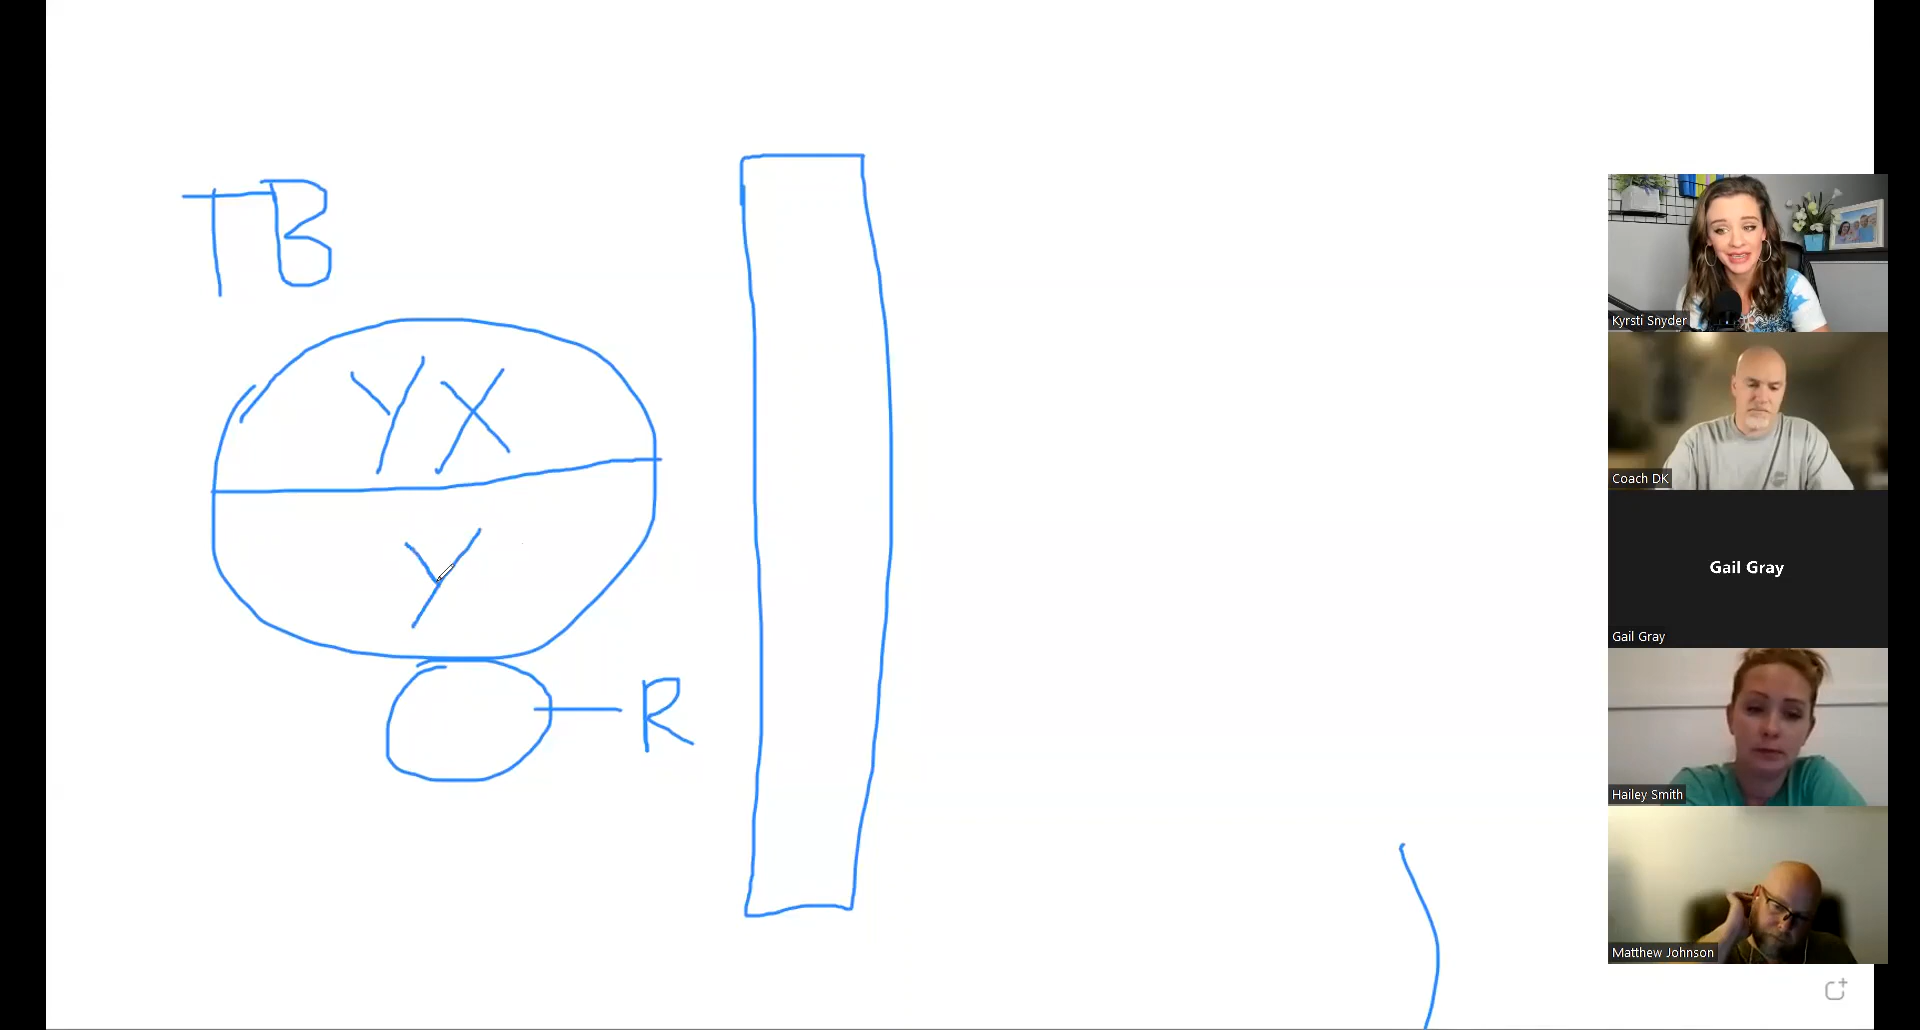 TB
YX
Y
R
Kyrsti Snyder
Coach DK
Gail Gray
Gail Gray
Hailey Smith
Matthew Johnson